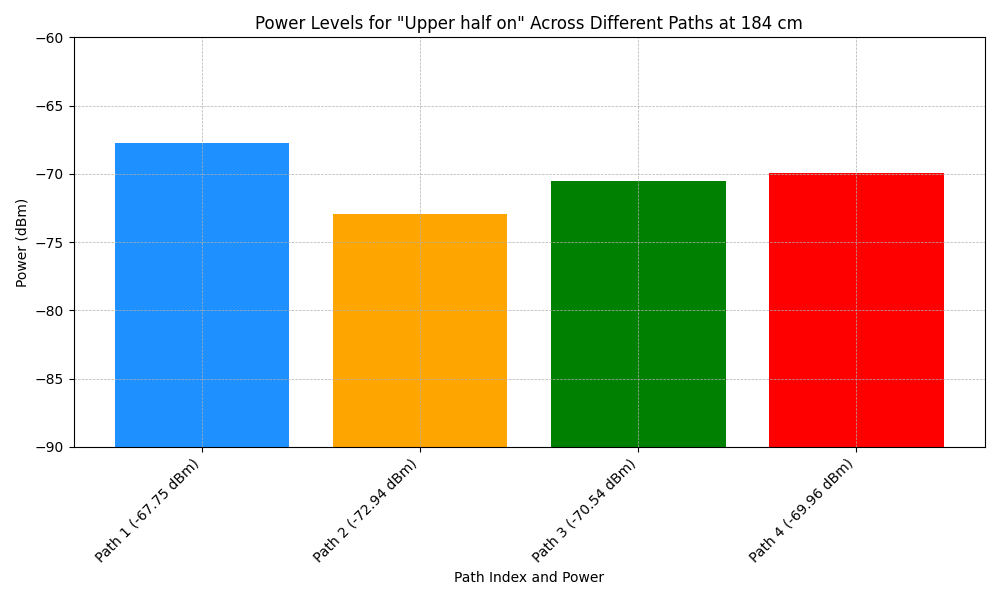 Power Levels for "Upper half on" Across Different Paths at 184 cm
Power (dBm)
−60
−65
−70
−75
−80
−85
−90
Path 1 (-67.75 dBm)
Path 2 (-72.94 dBm)
Path 3 (-70.54 dBm)
Path 4 (-69.96 dBm)
Path Index and Power